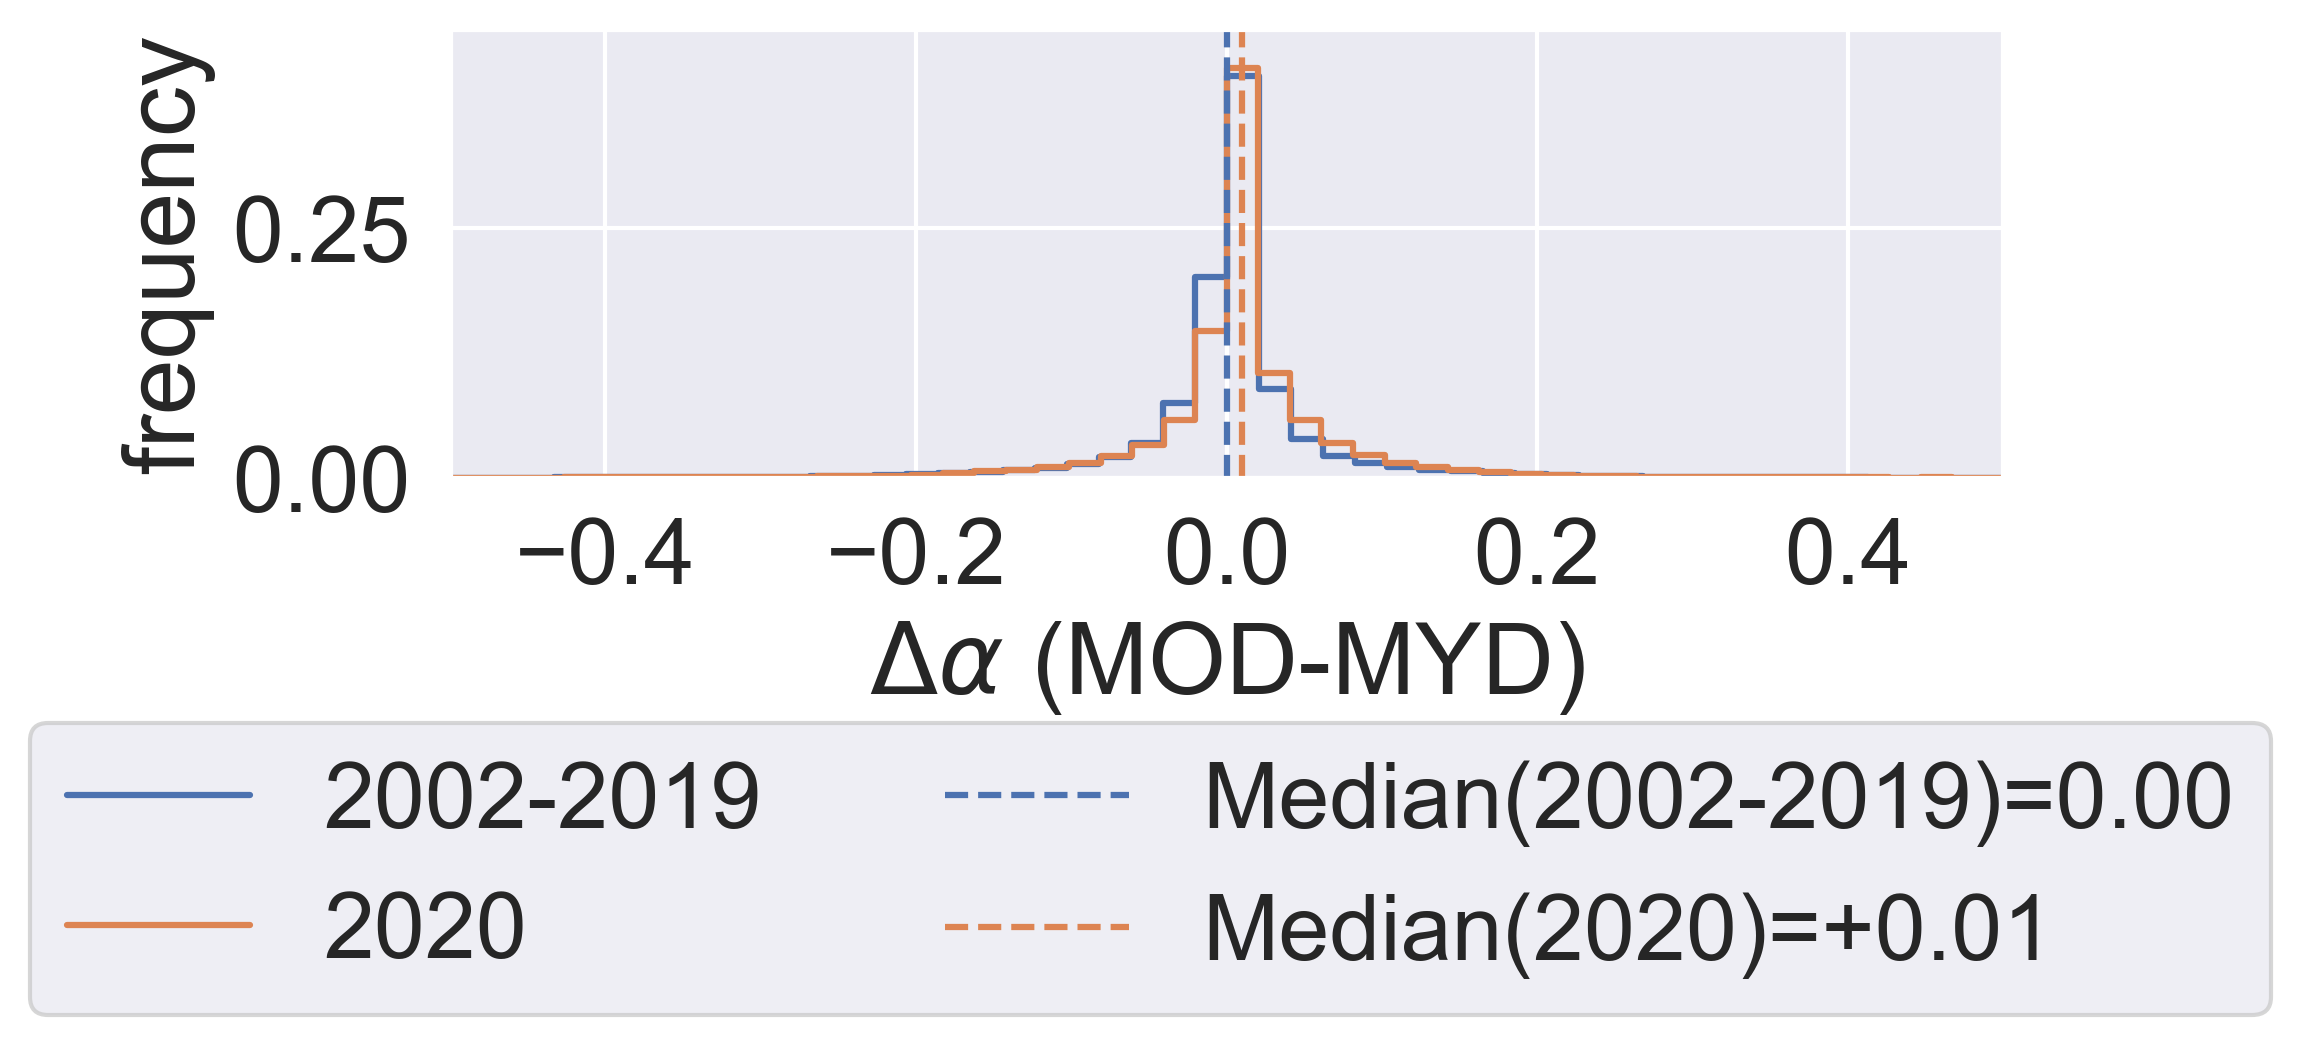 frequency
0.25
0.00
−0.4 −0.2 0.0 0.2 0.4
Δα (MOD-MYD)
2002-2019
2020
Median(2002-2019)=0.00
Median(2020)=+0.01